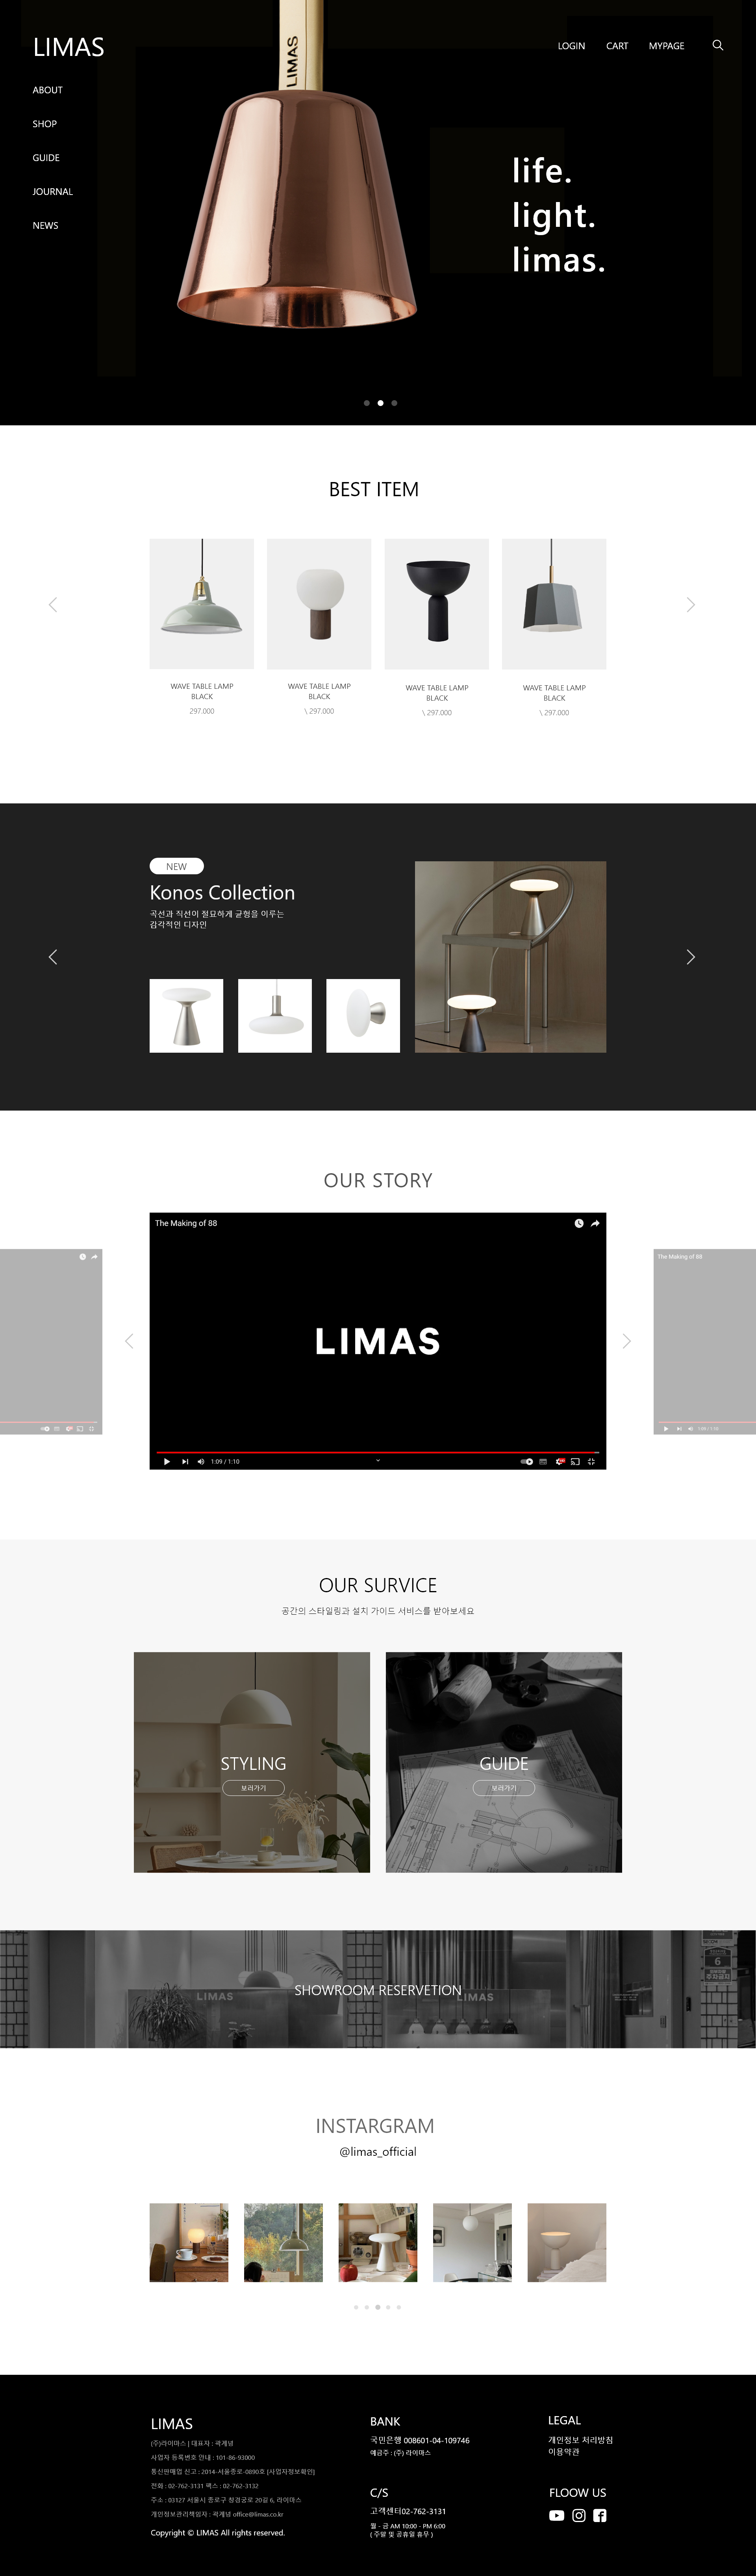 LIMAS
LOGIN
CART
MYPAGE
ABOUT
SHOP
GUIDE
JOURNAL
NEWS
LIMAS
life.
light.
limas.
BEST ITEM
WAVE TABLE LAMP
BLACK
297.000
WAVE TABLE LAMP
BLACK
\ 297.000
WAVE TABLE LAMP
BLACK
\ 297.000
WAVE TABLE LAMP
BLACK
\ 297.000
NEW
Konos Collection
곡선과 직선이 절묘하게 균형을 이루는
감각적인 디자인
OUR STORY
The Making of 88
LIMAS
1:09 / 1:10
The Making of 88
1:09 / 1:10
OUR SURVICE
공간의 스타일링과 설치 가이드 서비스를 받아보세요
STYLING
보러가기
GUIDE
보러가기
SHOWROOM RESERVETION
LIMAS
LIMAS
6
주차금지
INSTARGRAM
@limas_official
LIMAS
(주)라이마스 | 대표자 : 곽계녕
사업자 등록번호 안내 : 101-86-93000
통신판매업 신고 : 2014-서울종로-0890호 [사업자정보확인]
전화 : 02-762-3131 팩스 : 02-762-3132
주소 : 03127 서울시 종로구 창경궁로 20길 6, 라이마스
개인정보관리책임자 : 곽계녕 office@limas.co.kr
Copyright © LIMAS All rights reserved.
BANK
국민은행 008601-04-109746
예금주 : (주) 라이마스
C/S
고객센터02-762-3131
월 - 금 AM 10:00 - PM 6:00
( 주말 및 공휴일 휴무 )
LEGAL
개인정보 처리방침
이용약관
FLOOW US